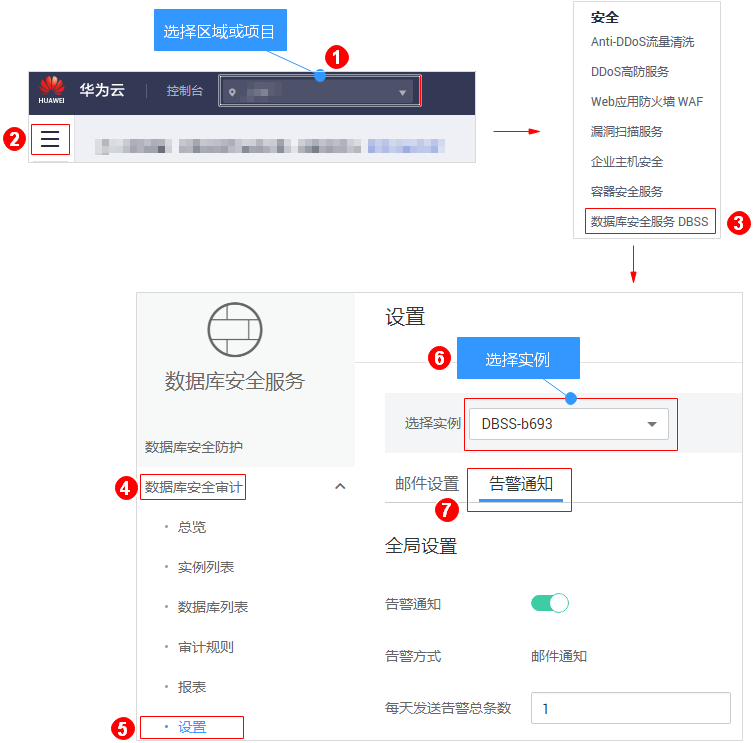 选择区域或项目
1
HUAWEI
华为云
控制台
2
安全
Anti-DDoS流量清洗
DDoS高防服务
Web应用防火墙 WAF
漏洞扫描服务
企业主机安全
容器安全服务
数据库安全服务 DBSS
3
数据库安全服务
数据库安全防护
4
数据库安全审计
· 总览
· 实例列表
· 数据库列表
· 审计规则
· 报表
5
· 设置
设置
6
选择实例
选择实例
DBSS-b693
邮件设置
告警通知
7
全局设置
告警通知
告警方式
邮件通知
每天发送告警总条数
1